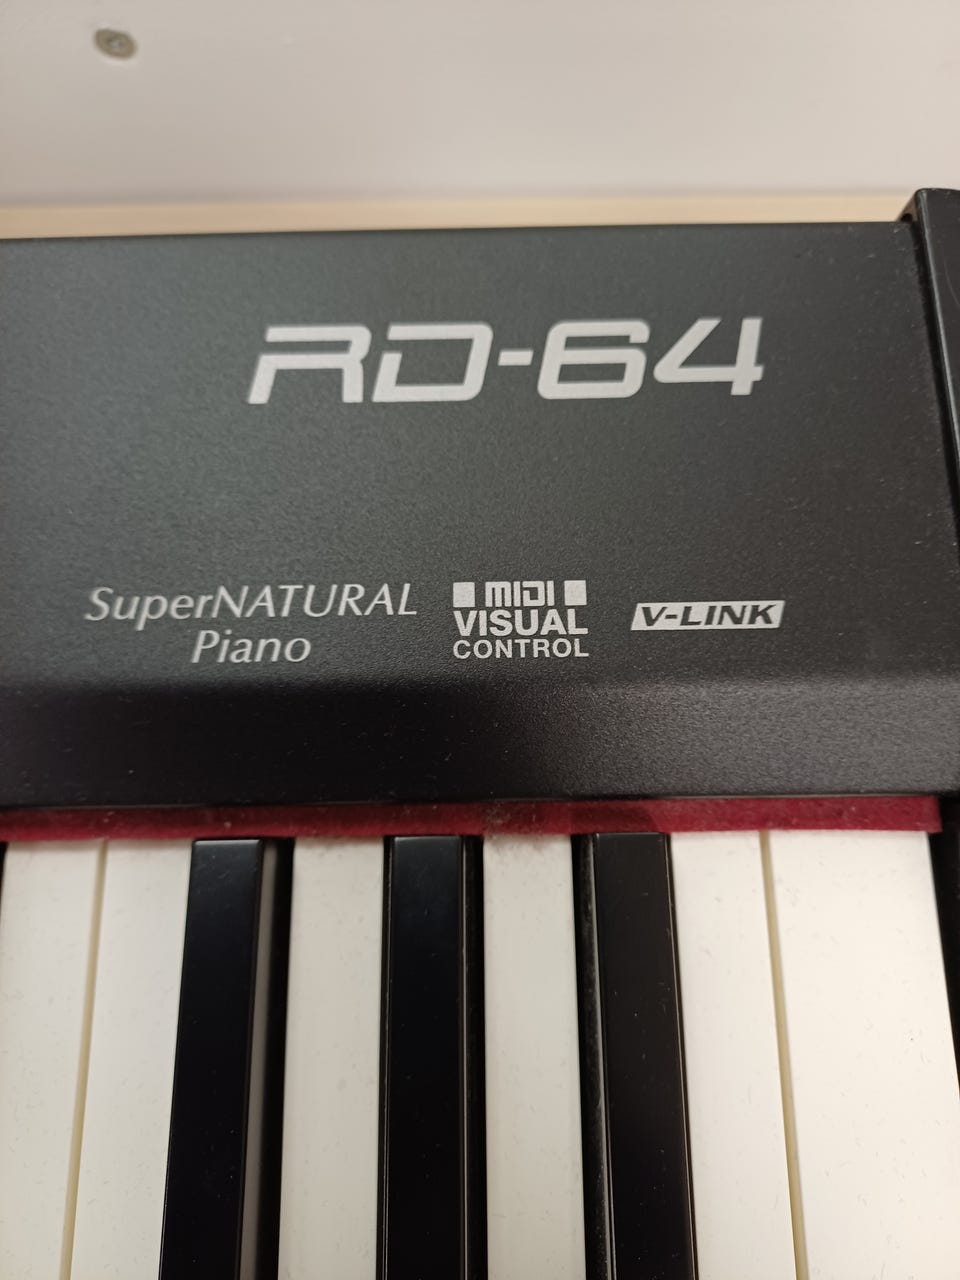 RD-64
SuperNATURAL
Piano
MIDI
VISUAL
CONTROL
V-LINK